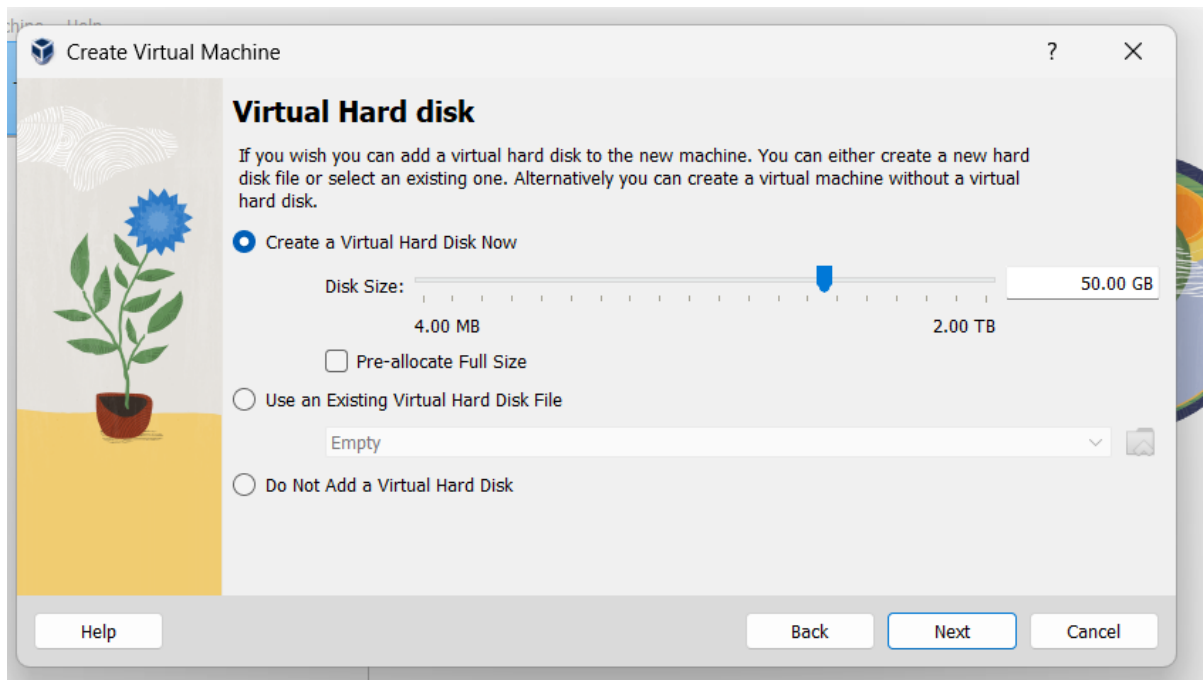 Help
Create Virtual Machine
?
Virtual Hard disk
If you wish you can add a virtual hard disk to the new machine. You can either create a new hard
disk file or select an existing one. Alternatively you can create a virtual machine without a virtual
hard disk.
Create a Virtual Hard Disk Now
Disk Size:
50.00 GB
4.00 MB
2.00 TB
Pre-allocate Full Size
Use an Existing Virtual Hard Disk File
Empty
Do Not Add a Virtual Hard Disk
Help
Back
Next
Cancel